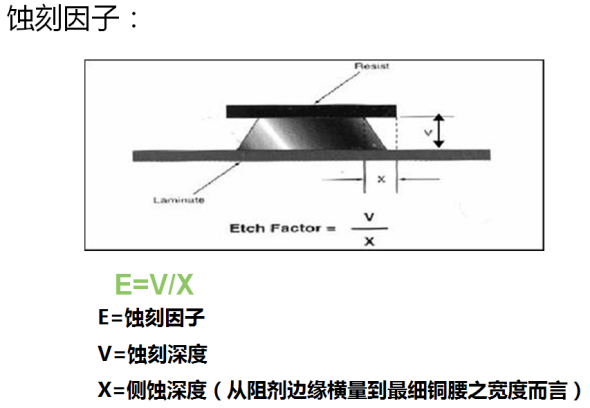 蚀刻因子：
Resist
V
X
Laminute
Etch Factor = V/X
E=V/X
E=蚀刻因子
V=蚀刻深度
X=侧蚀深度（从阻剂边缘横量到最细铜腰之宽度而言）